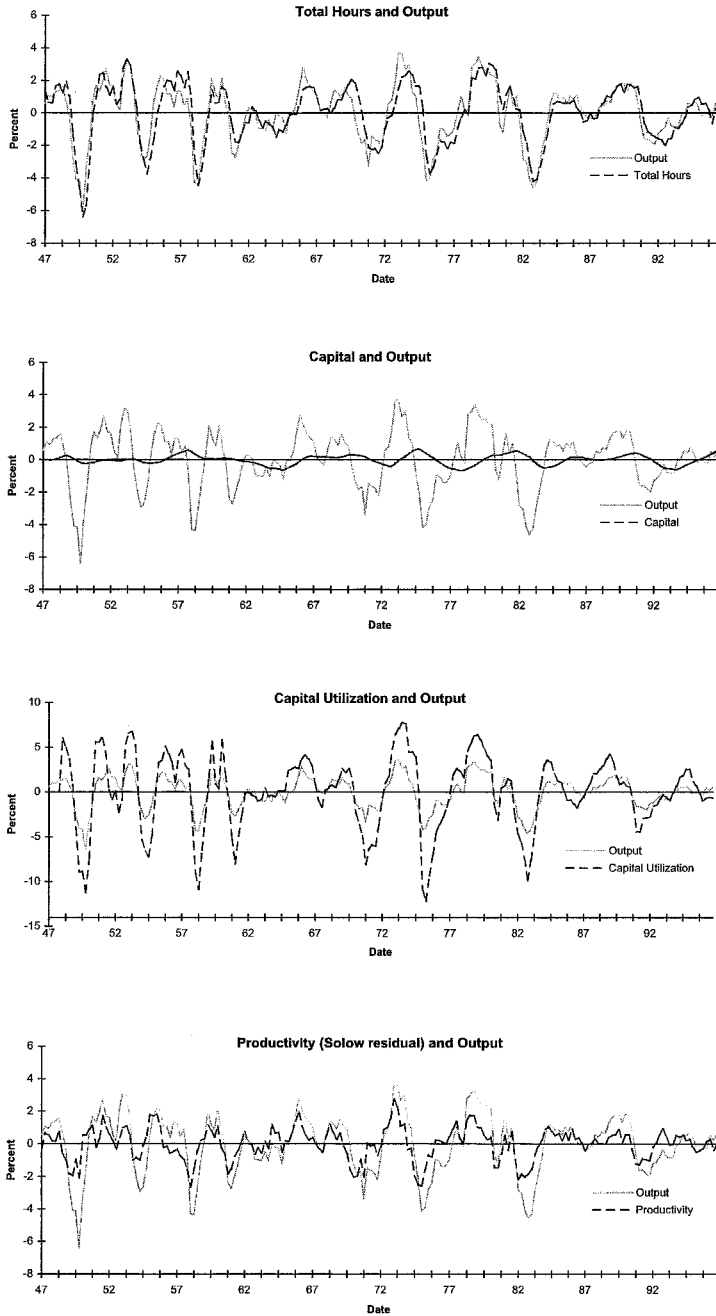 Total Hours and Output
6
4
2
0
-2
-4
-6
-8
Percent
Output
Total Hours
47 52 57 62 67 72 77 82 87 92
Date
Capital and Output
6
4
2
0
-2
-4
-6
-8
Percent
Output
Capital
47 52 57 62 67 72 77 82 87 92
Date
Capital Utilization and Output
10
5
0
-5
-10
-15
Percent
Output
Capital Utilization
47 52 57 62 67 72 77 82 87 92
Date
Productivity (Solow residual) and Output
6
4
2
0
-2
-4
-6
-8
Percent
Output
Productivity
47 52 57 62 67 72 77 82 87 92
Date